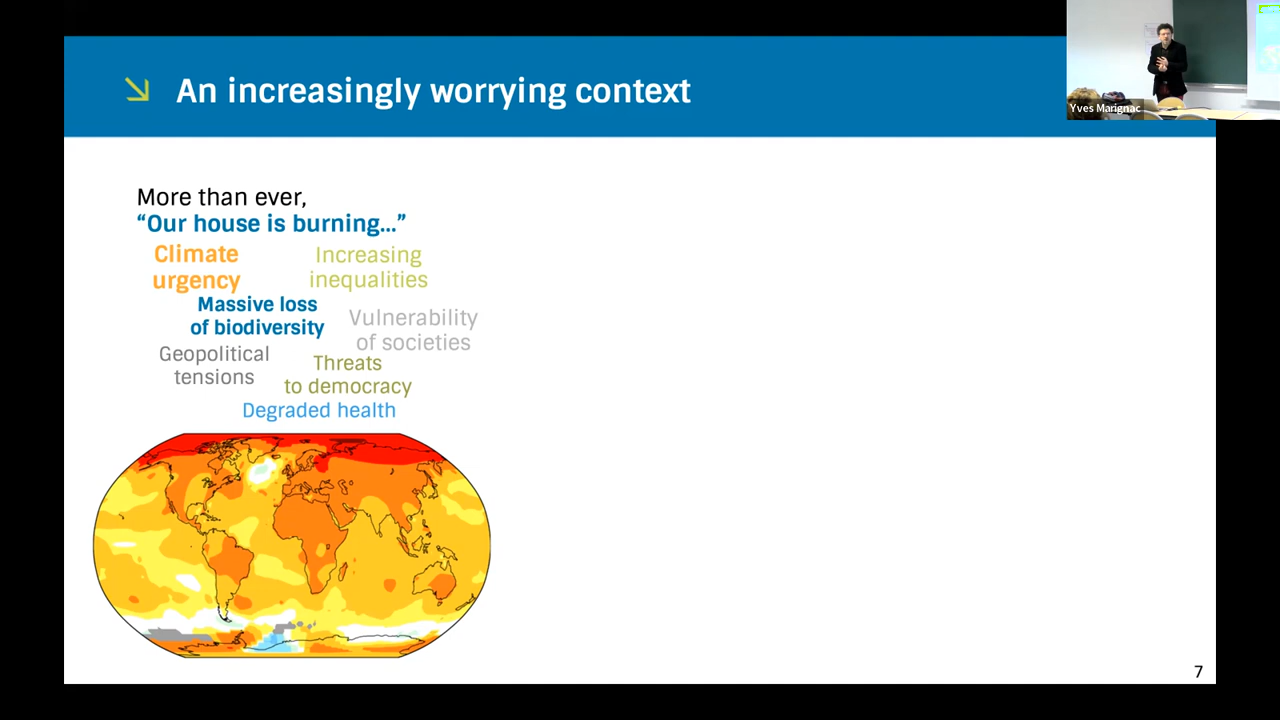 An increasingly worrying context
Yves Marignac
More than ever,
“Our house is burning...”
Climate
urgency
Increasing
inequalities
Massive loss
of biodiversity
Vulnerability
of societies
Geopolitical
tensions
Threats
to democracy
Degraded health
7